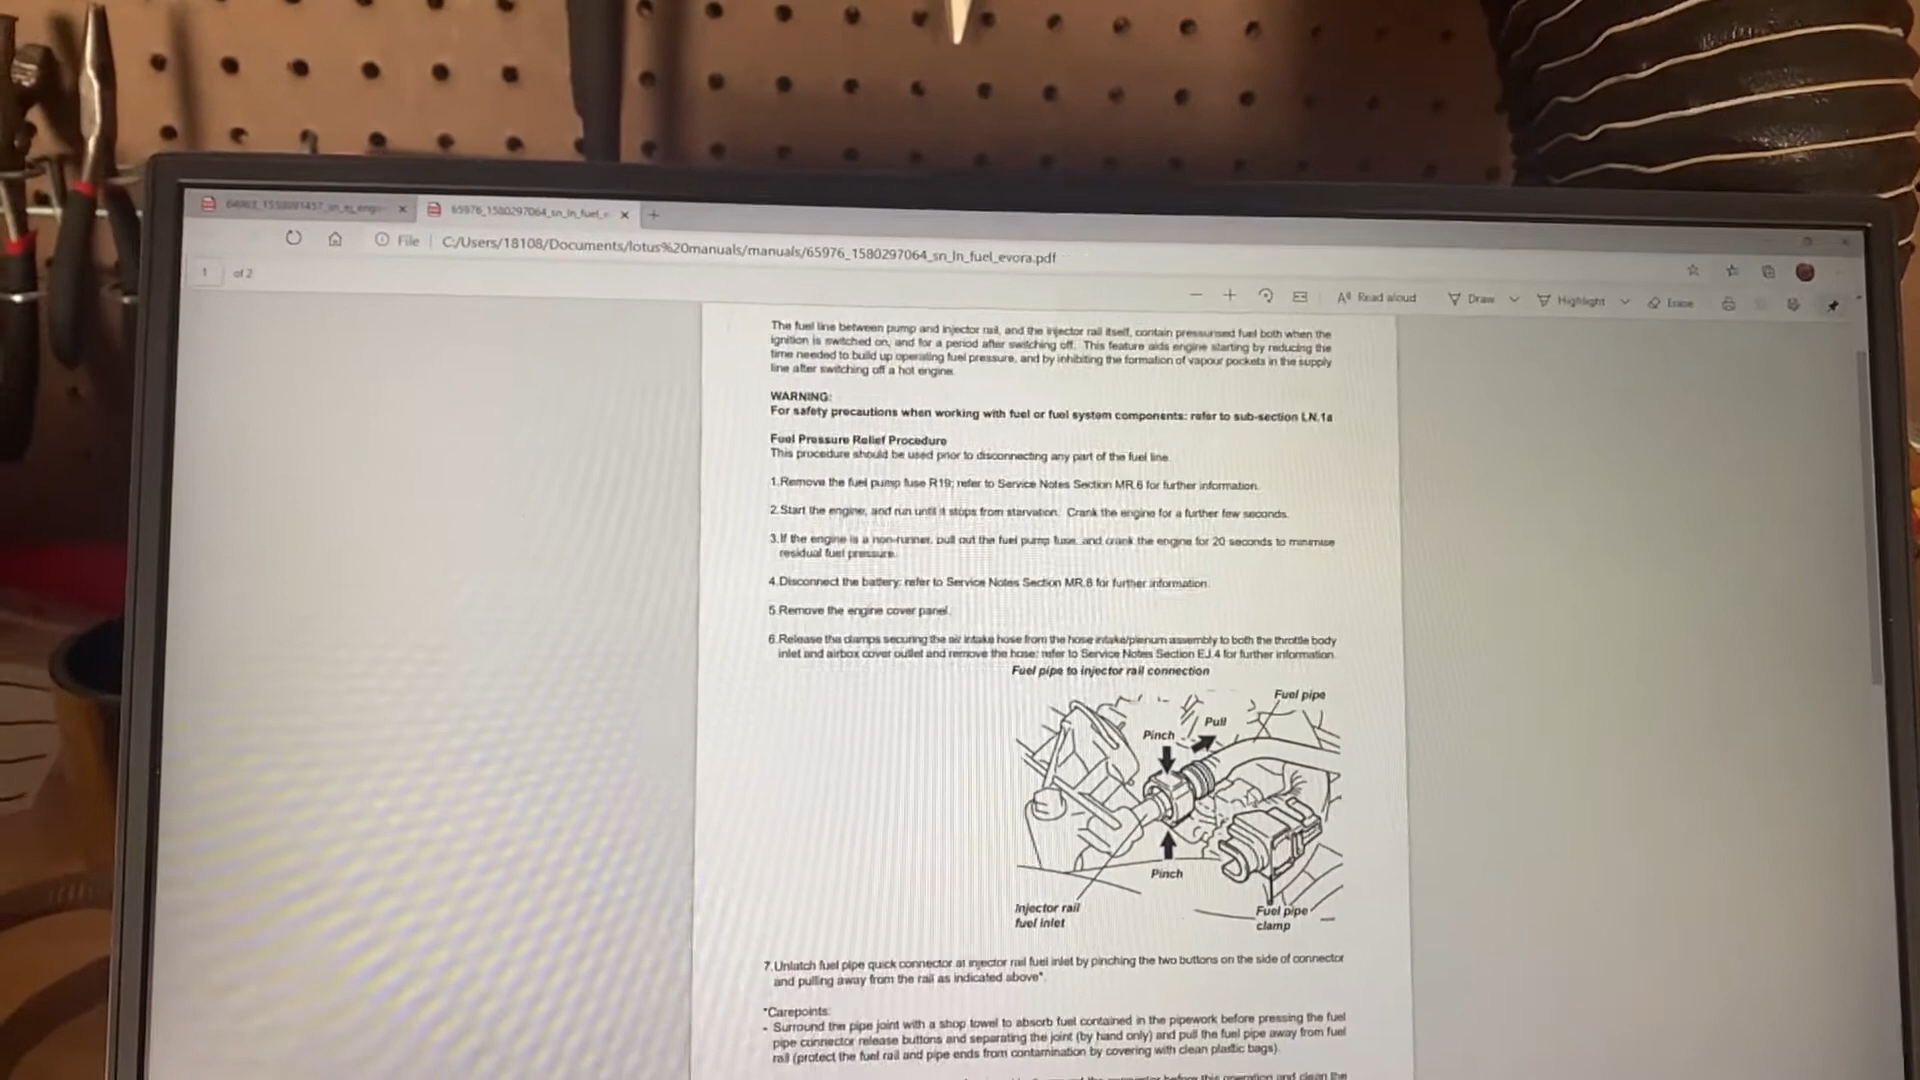 65976_1580297064_sn_ln_fuel_e
File
C:/Users/18108/Documents/lotus%20manuals/manuals/65976_1580297064_sn_ln_fuel_evora.pdf
1 of 2
Read aloud
Draw
Highlight
Erase
The fuel line between pump and injector rail, and the injector rail itself, contain pressurised fuel both when the
ignition is switched on, and for a period after switching off. This feature aids engine starting by reducing the
time needed to build up operating fuel pressure, and by inhibiting the formation of vapour pockets in the supply
line after switching off a hot engine.
WARNING:
For safety precautions when working with fuel or fuel system components: refer to sub-section LN.1a
Fuel Pressure Relief Procedure
This procedure should be used prior to disconnecting any part of the fuel line.
1.Remove the fuel pump fuse R19; refer to Service Notes Section MR.6 for further information.
2.Start the engine, and run until it stops from starvation. Crank the engine for a further few seconds.
3.If the engine is a non-runner, pull out the fuel pump fuse, and crank the engine for 20 seconds to minimise
residual fuel pressure.
4.Disconnect the battery: refer to Service Notes Section MR.8 for further information.
5.Remove the engine cover panel.
6.Release the clamps securing the air intake hose from the hose intake/plenum assembly to both the throttle body
inlet and airbox cover outlet and remove the hose: refer to Service Notes Section EJ.4 for further information.
Fuel pipe to injector rail connection
Fuel pipe
Pull
Pinch
Pinch
Injector rail
fuel inlet
Fuel pipe
clamp
7.Unlatch fuel pipe quick connector at injector rail fuel inlet by pinching the two buttons on the side of connector
and pulling away from the rail as indicated above*.
*Carepoints:
- Surround the pipe joint with a shop towel to absorb fuel contained in the pipework before pressing the fuel
pipe connector release buttons and separating the joint (by hand only) and pull the fuel pipe away from fuel
rail (protect the fuel rail and pipe ends from contamination by covering with clean plastic bags).
before this operation and clean the